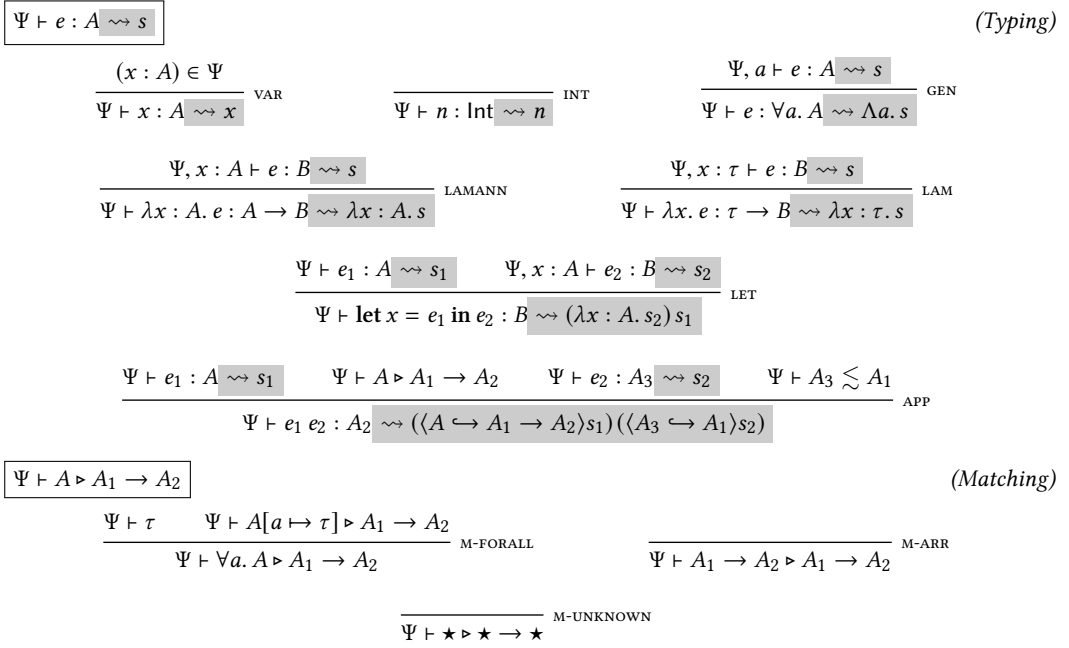 Ψ ⊢ e : A ⇝ s (Typing)
(x : A) ∈ Ψ
Ψ ⊢ x : A ⇝ x VAR
Ψ ⊢ n : Int ⇝ n INT
Ψ, a ⊢ e : A ⇝ s
Ψ ⊢ e : ∀a. A ⇝ Λa. s GEN
Ψ, x : A ⊢ e : B ⇝ s
Ψ ⊢ λx : A. e : A → B ⇝ λx : A. s LAMANN
Ψ, x : τ ⊢ e : B ⇝ s
Ψ ⊢ λx. e : τ → B ⇝ λx : τ. s LAM
Ψ ⊢ e₁ : A ⇝ s₁ Ψ, x : A ⊢ e₂ : B ⇝ s₂
Ψ ⊢ let x = e₁ in e₂ : B ⇝ (λx : A. s₂) s₁ LET
Ψ ⊢ e₁ : A ⇝ s₁ Ψ ⊢ A ▹ A₁ → A₂ Ψ ⊢ e₂ : A₃ ⇝ s₂ Ψ ⊢ A₃ ≲ A₁
Ψ ⊢ e₁ e₂ : A₂ ⇝ (⟨A ↪ A₁ → A₂⟩s₁) (⟨A₃ ↪ A₁⟩s₂) APP
Ψ ⊢ A ▹ A₁ → A₂ (Matching)
Ψ ⊢ τ Ψ ⊢ A[a ↦ τ] ▹ A₁ → A₂
Ψ ⊢ ∀a. A ▹ A₁ → A₂ M-FORALL
Ψ ⊢ A₁ → A₂ ▹ A₁ → A₂ M-ARR
Ψ ⊢ ★ ▹ ★ → ★ M-UNKNOWN